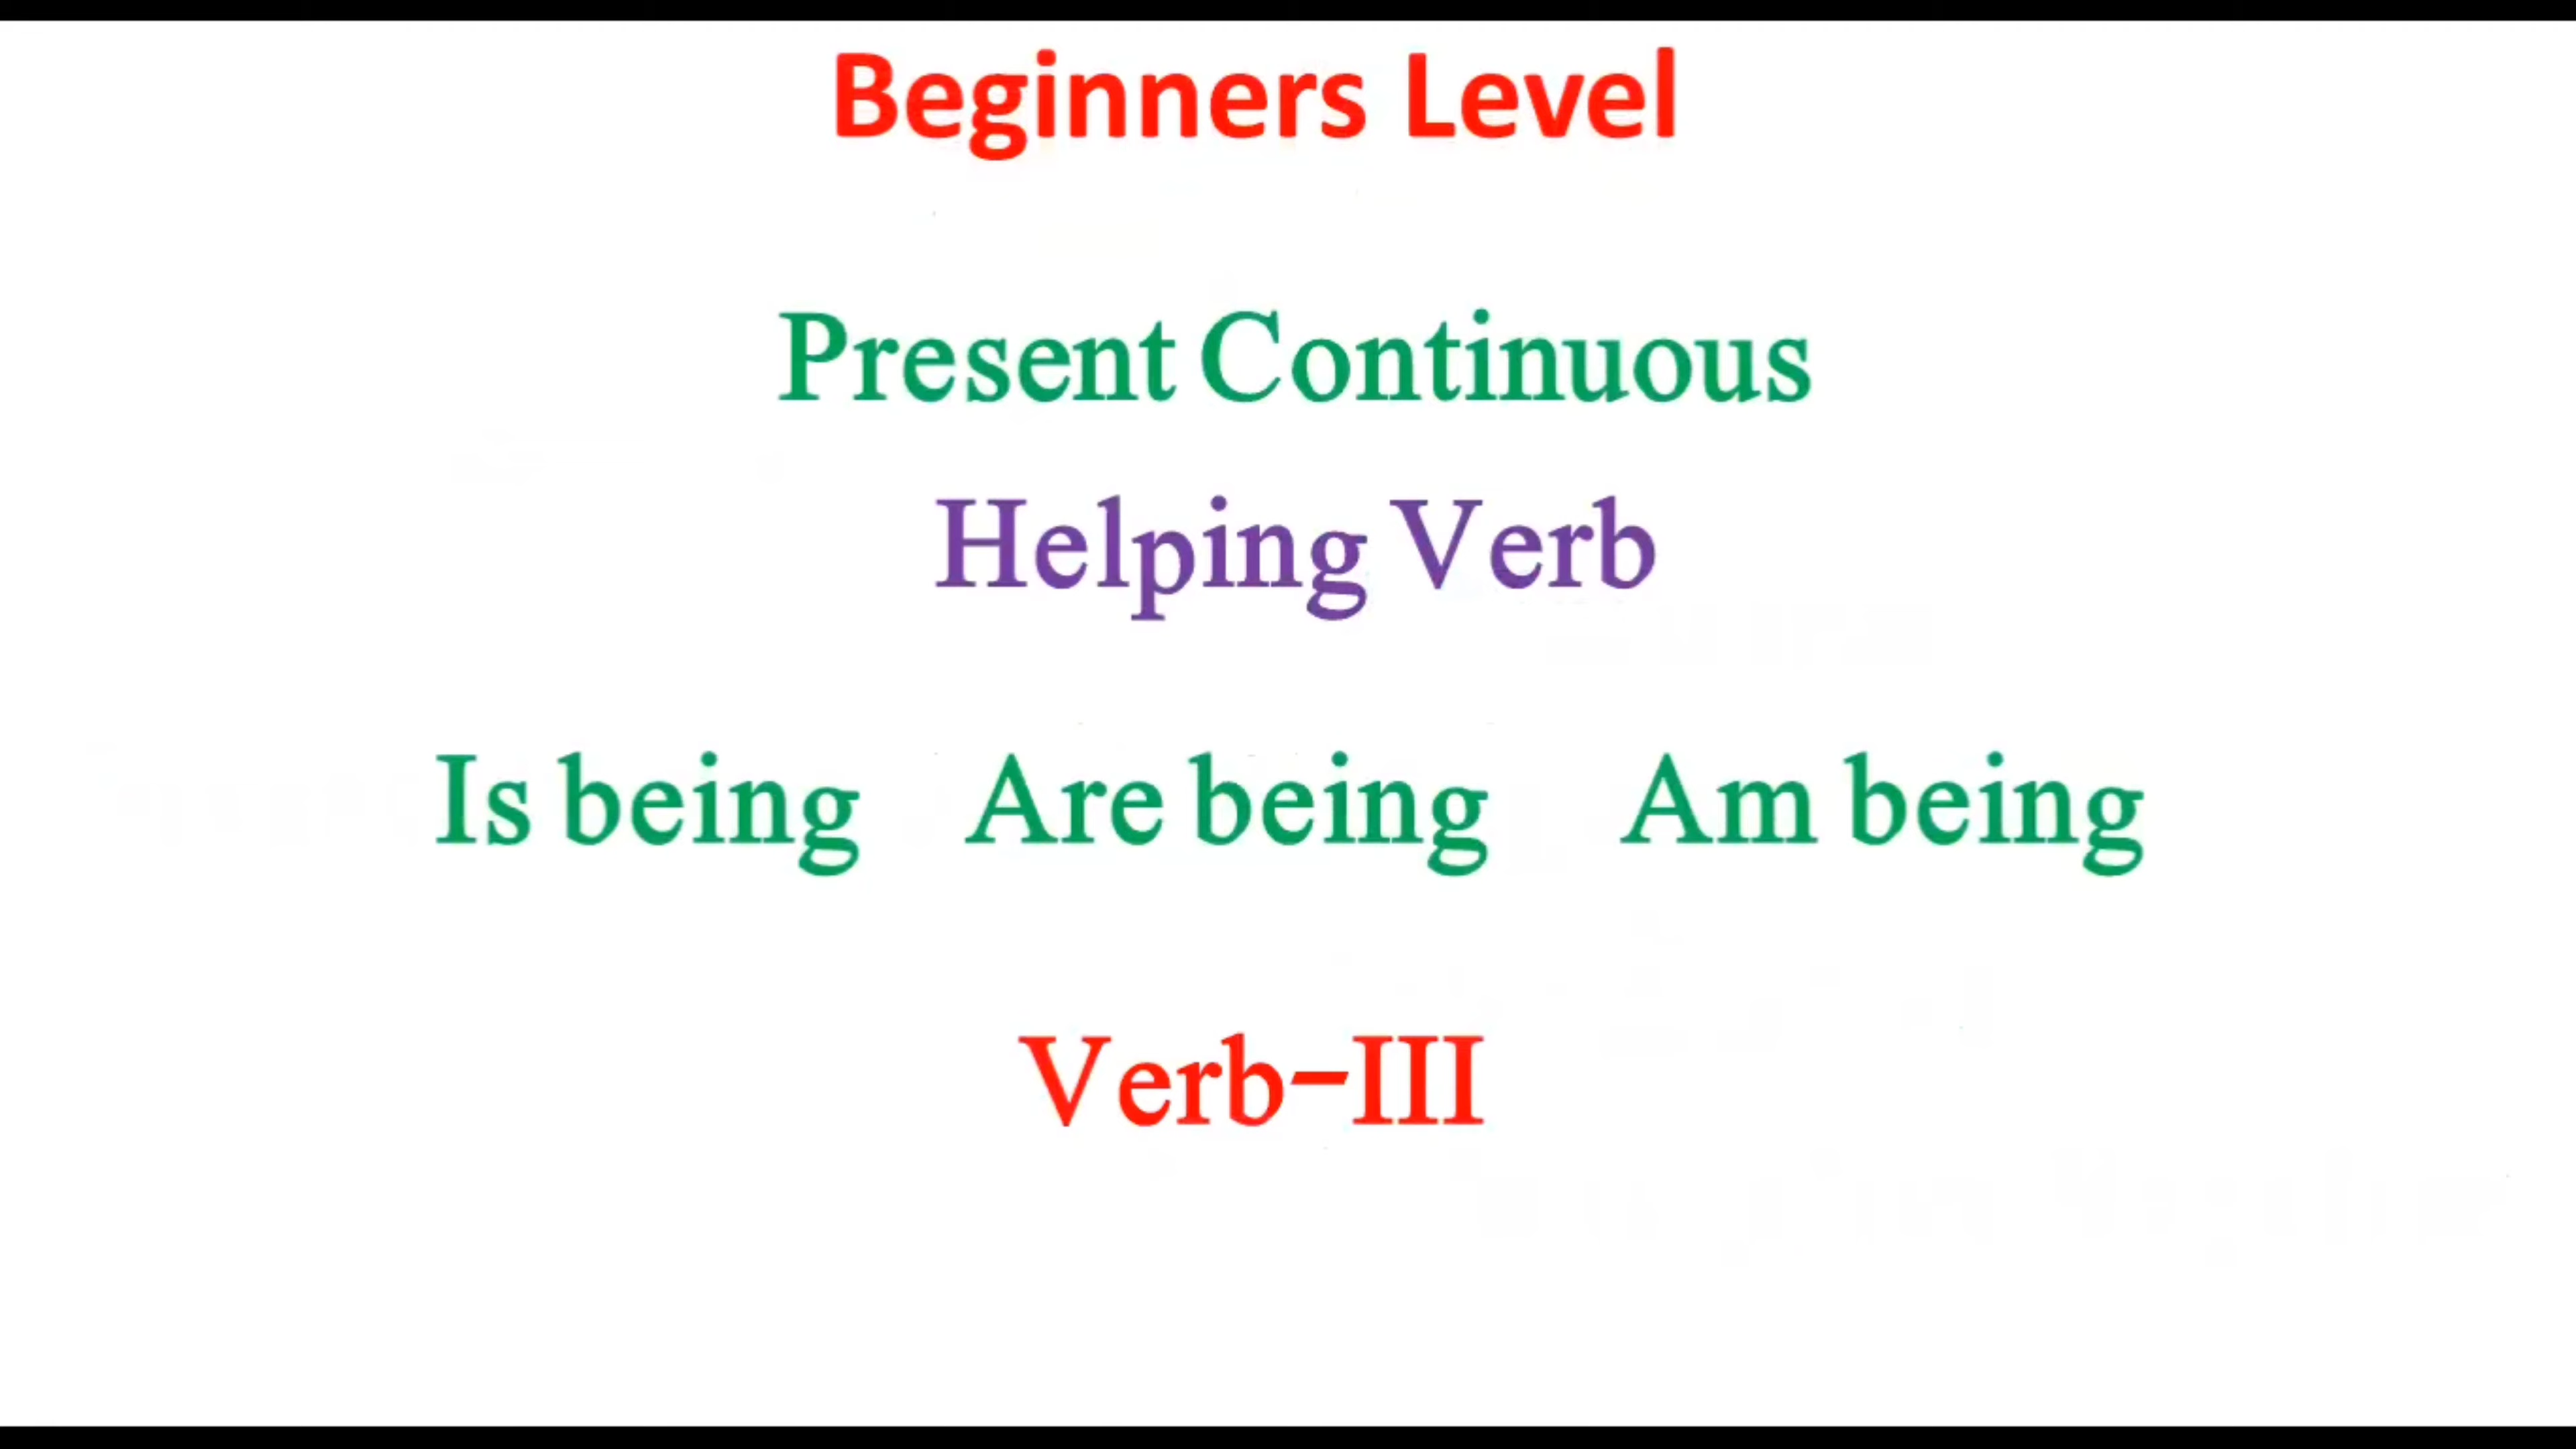 Beginners Level
Present Continuous
Helping Verb
Is being Are being Am being
Verb-III